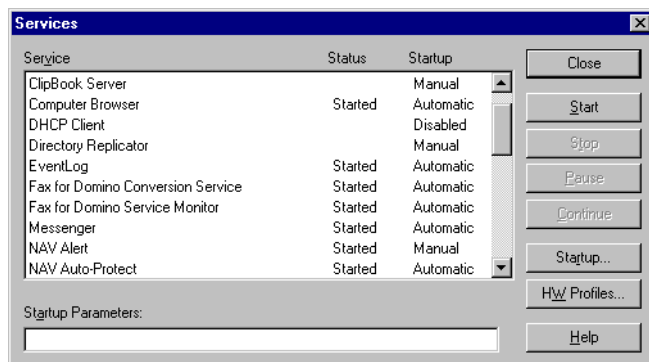 Services
Service Status Startup
ClipBook Server Manual
Computer Browser Started Automatic
DHCP Client Disabled
Directory Replicator Manual
EventLog Started Automatic
Fax for Domino Conversion Service Started Automatic
Fax for Domino Service Monitor Started Automatic
Messenger Started Automatic
NAV Alert Started Manual
NAV Auto-Protect Started Automatic
Startup Parameters:
Close
Start
Stop
Pause
Continue
Startup...
HW Profiles...
Help